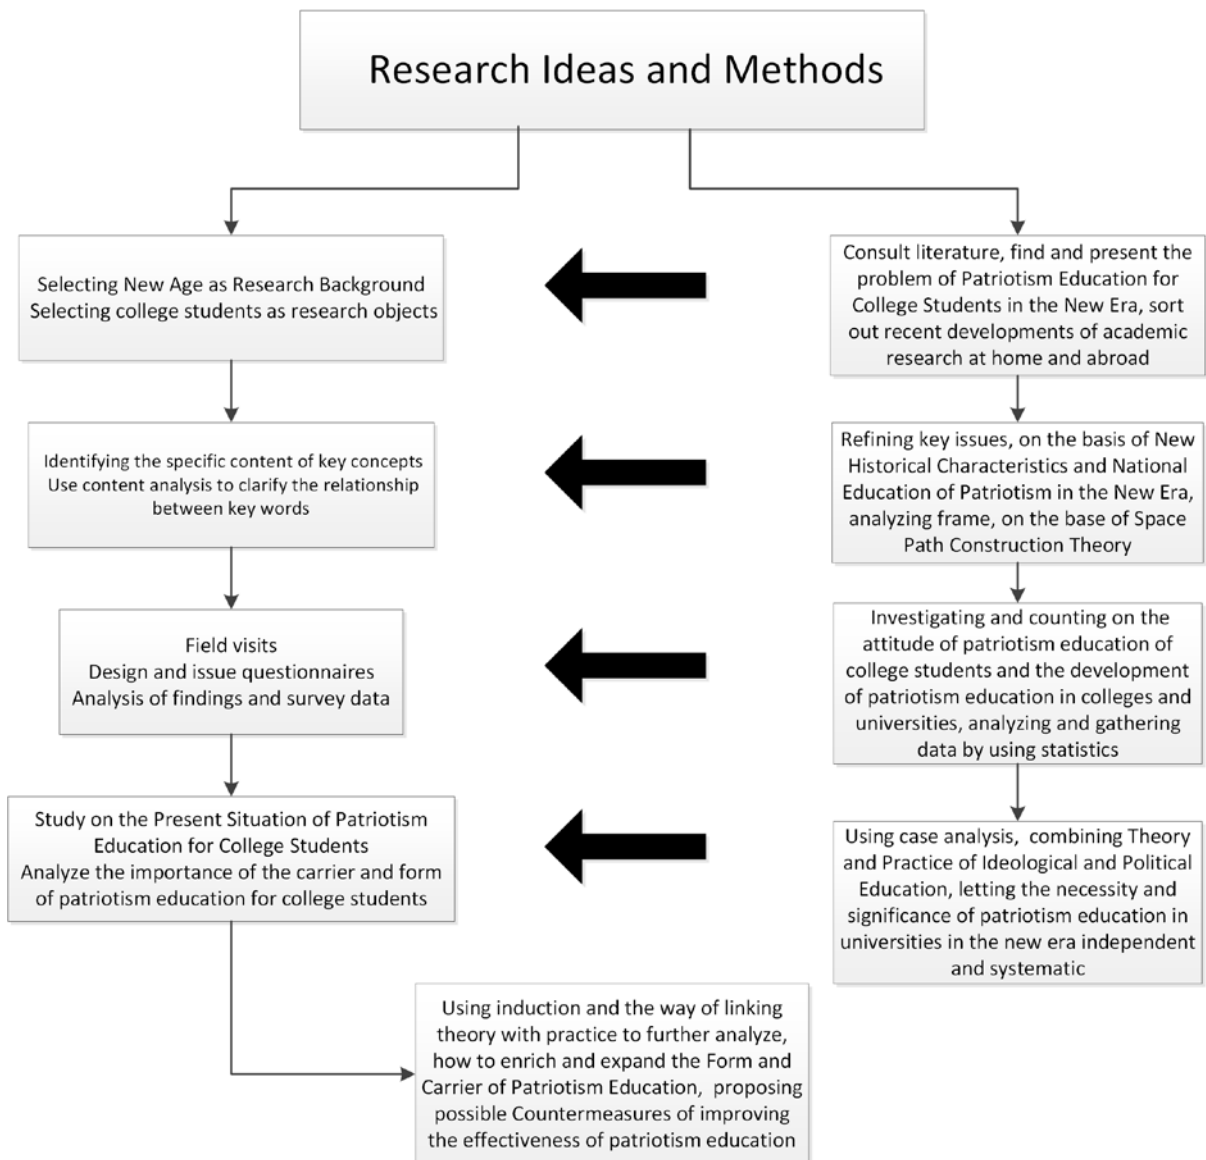 Research Ideas and Methods
Selecting New Age as Research Background
Selecting college students as research objects
Consult literature, find and present the
problem of Patriotism Education for
College Students in the New Era, sort
out recent developments of academic
research at home and abroad
Identifying the specific content of key concepts
Use content analysis to clarify the relationship
between key words
Refining key issues, on the basis of New
Historical Characteristics and National
Education of Patriotism in the New Era,
analyzing frame, on the base of Space
Path Construction Theory
Field visits
Design and issue questionnaires
Analysis of findings and survey data
Investigating and counting on the
attitude of patriotism education of
college students and the development
of patriotism education in colleges and
universities, analyzing and gathering
data by using statistics
Study on the Present Situation of Patriotism
Education for College Students
Analyze the importance of the carrier and form
of patriotism education for college students
Using case analysis, combining Theory
and Practice of Ideological and Political
Education, letting the necessity and
significance of patriotism education in
universities in the new era independent
and systematic
Using induction and the way of linking
theory with practice to further analyze,
how to enrich and expand the Form and
Carrier of Patriotism Education, proposing
possible Countermeasures of improving
the effectiveness of patriotism education